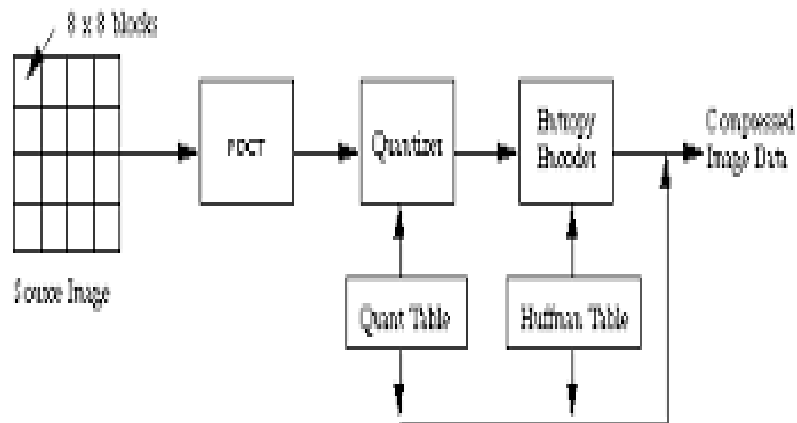 8 x 8 blocks
FDCT
Quantizer
Entropy
Encoder
Compressed
Image Data
Source Image
Quant Table
Huffman Table